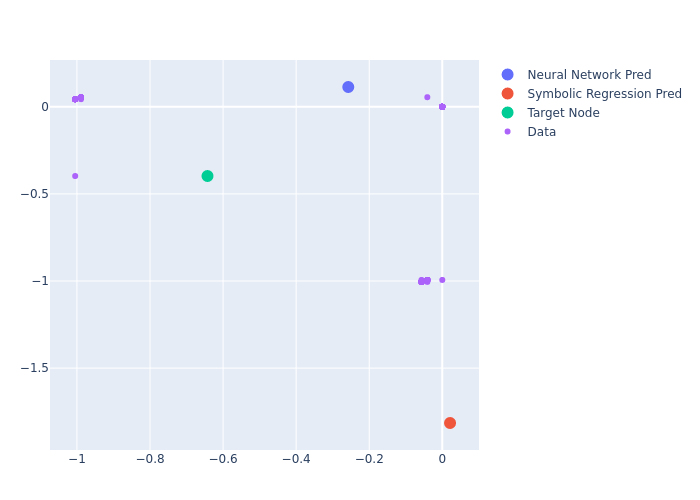 Neural Network Pred
Symbolic Regression Pred
Target Node
Data
0
−0.5
−1
−1.5
−1 −0.8 −0.6 −0.4 −0.2 0